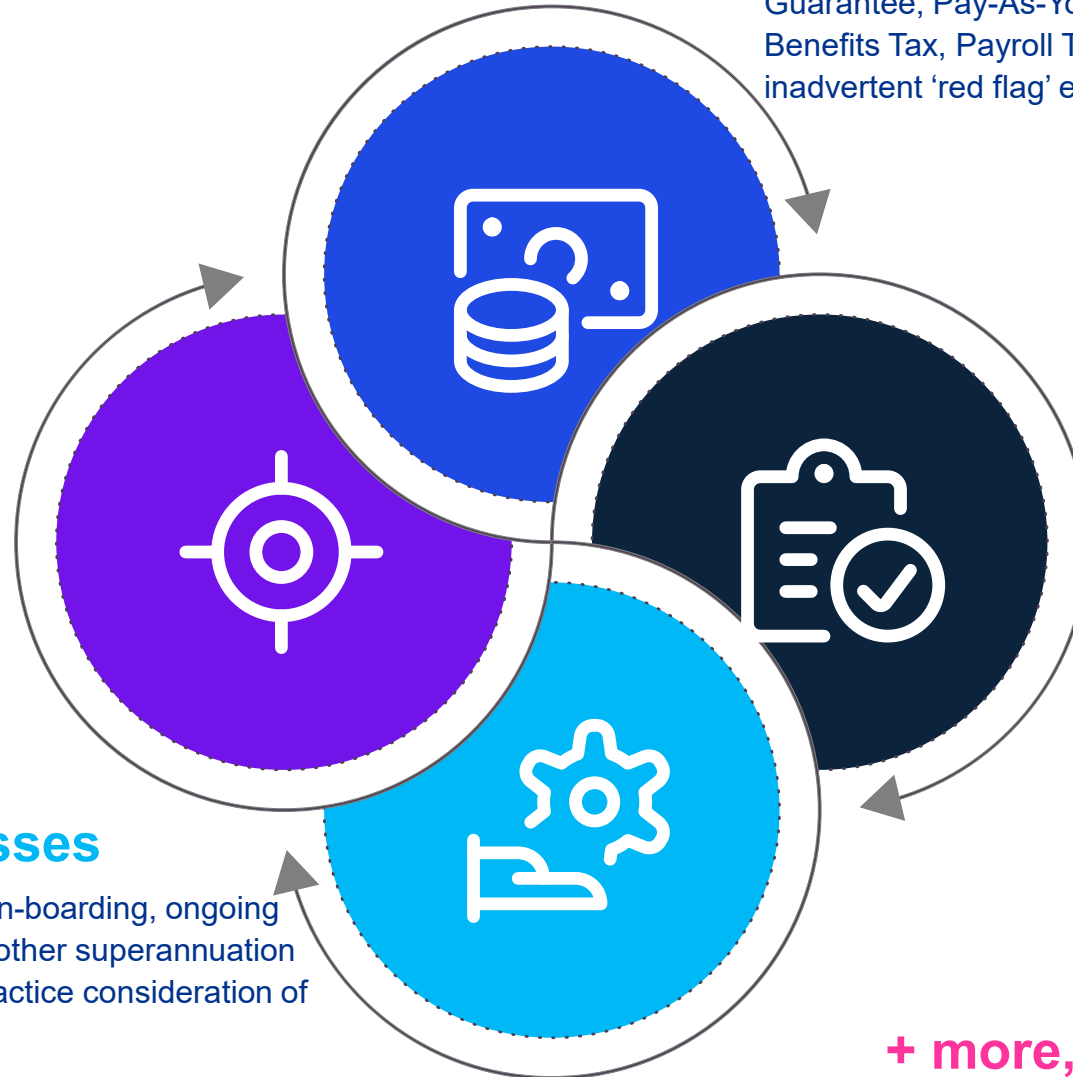 Guarantee, Pay-As-Yo
Benefits Tax, Payroll T
inadvertent ‘red flag’ e
sses
n-boarding, ongoing
other superannuation
actice consideration of
+ more,